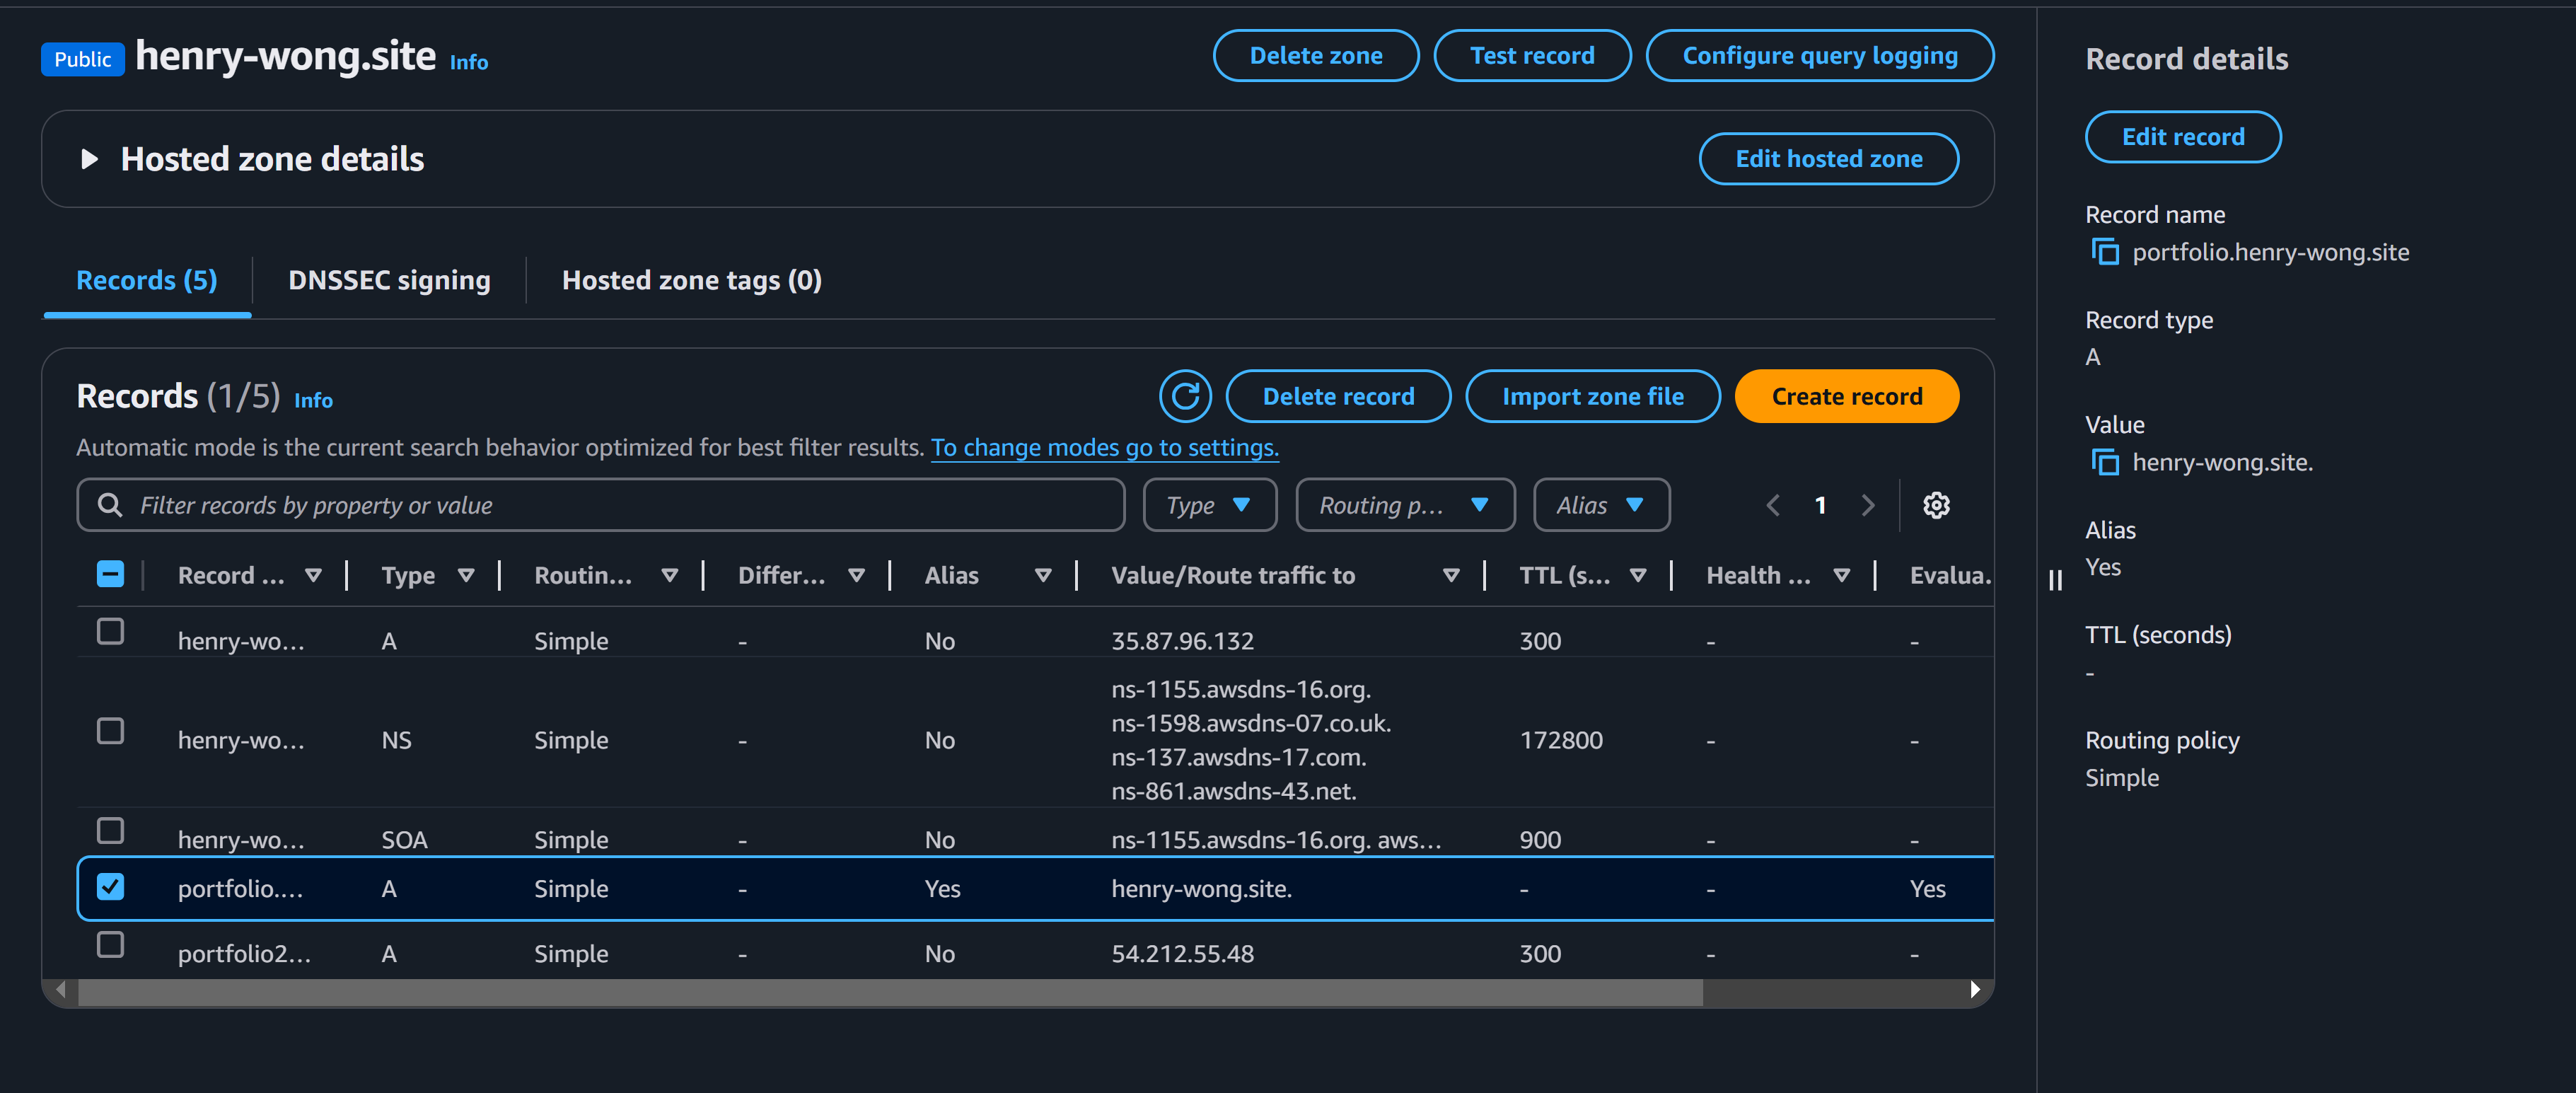 Public henry-wong.site Info
Delete zone Test record Configure query logging
Hosted zone details Edit hosted zone
Records (5) DNSSEC signing Hosted zone tags (0)
Records (1/5) Info
Delete record Import zone file Create record
Automatic mode is the current search behavior optimized for best filter results. To change modes go to settings.
Filter records by property or value Type Routing p... Alias 1
Record ... Type Routin... Differ... Alias Value/Route traffic to TTL (s... Health ... Evalua.
henry-wo... A Simple - No 35.87.96.132 300 - -
henry-wo... NS Simple - No ns-1155.awsdns-16.org.
ns-1598.awsdns-07.co.uk.
ns-137.awsdns-17.com.
ns-861.awsdns-43.net. 172800 - -
henry-wo... SOA Simple - No ns-1155.awsdns-16.org. aws... 900 - -
portfolio.... A Simple - Yes henry-wong.site. - - Yes
portfolio2... A Simple - No 54.212.55.48 300 - -
Record details
Edit record
Record name
portfolio.henry-wong.site
Record type
A
Value
henry-wong.site.
Alias
Yes
TTL (seconds)
-
Routing policy
Simple